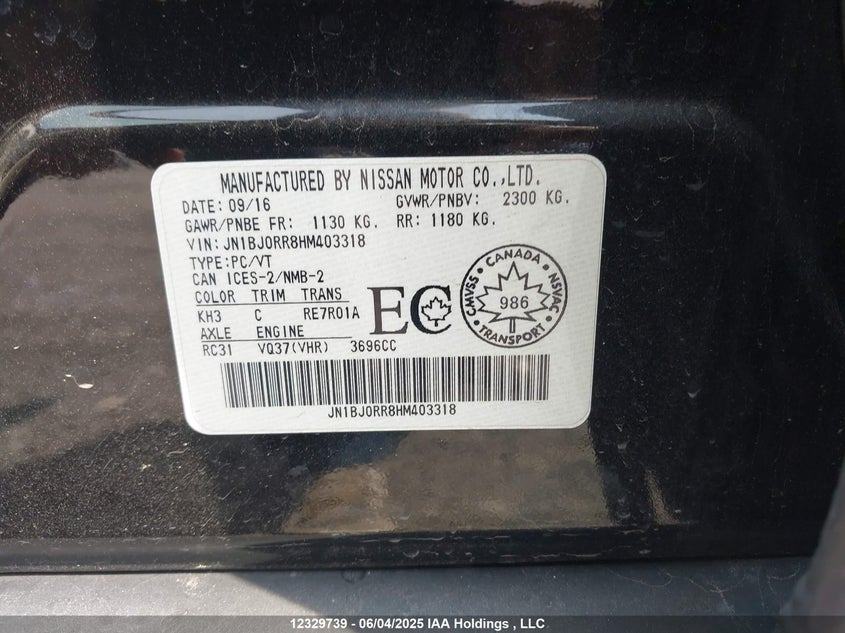 MANUFACTURED BY NISSAN MOTOR CO.,LTD.
DATE: 09/16 GVWR/PNBV: 2300 KG.
GAWR/PNBE FR: 1130 KG. RR: 1180 KG.
VIN: JN1BJ0RR8HM403318
TYPE: PC/VT
CAN ICES-2/NMB-2
COLOR TRIM TRANS
KH3 C RE7R01A
AXLE ENGINE
RC31 VQ37(VHR) 3696CC
EC
CANADA
CMVSS NSVAC
986
TRANSPORT
JN1BJ0RR8HM403318
12329739 - 06/04/2025 IAA Holdings , LLC